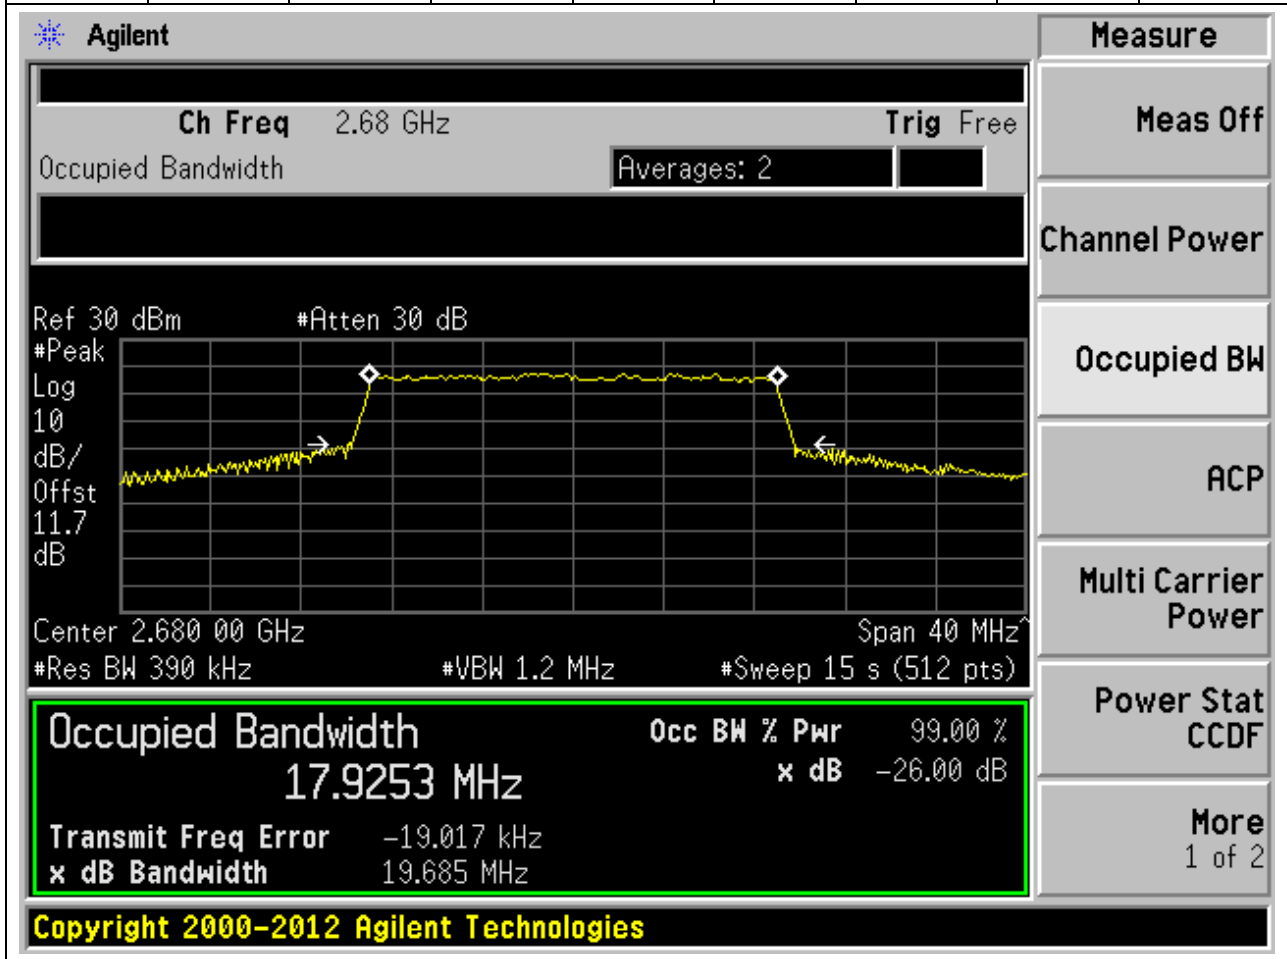 Agilent
Measure
Ch Freq 2.68 GHz Trig Free
Meas Off
Occupied Bandwidth Averages: 2
Channel Power
Ref 30 dBm #Atten 30 dB
#Peak
Log
10
dB/
Offst
11.7
dB
Occupied BW
ACP
Center 2.680 00 GHz Span 40 MHz^
#Res BW 390 kHz #VBW 1.2 MHz #Sweep 15 s (512 pts)
Multi Carrier
Power
Occupied Bandwidth Occ BW % Pwr 99.00 %
17.9253 MHz x dB -26.00 dB
Power Stat
CCDF
Transmit Freq Error -19.017 kHz
x dB Bandwidth 19.685 MHz
More
1 of 2
Copyright 2000-2012 Agilent Technologies